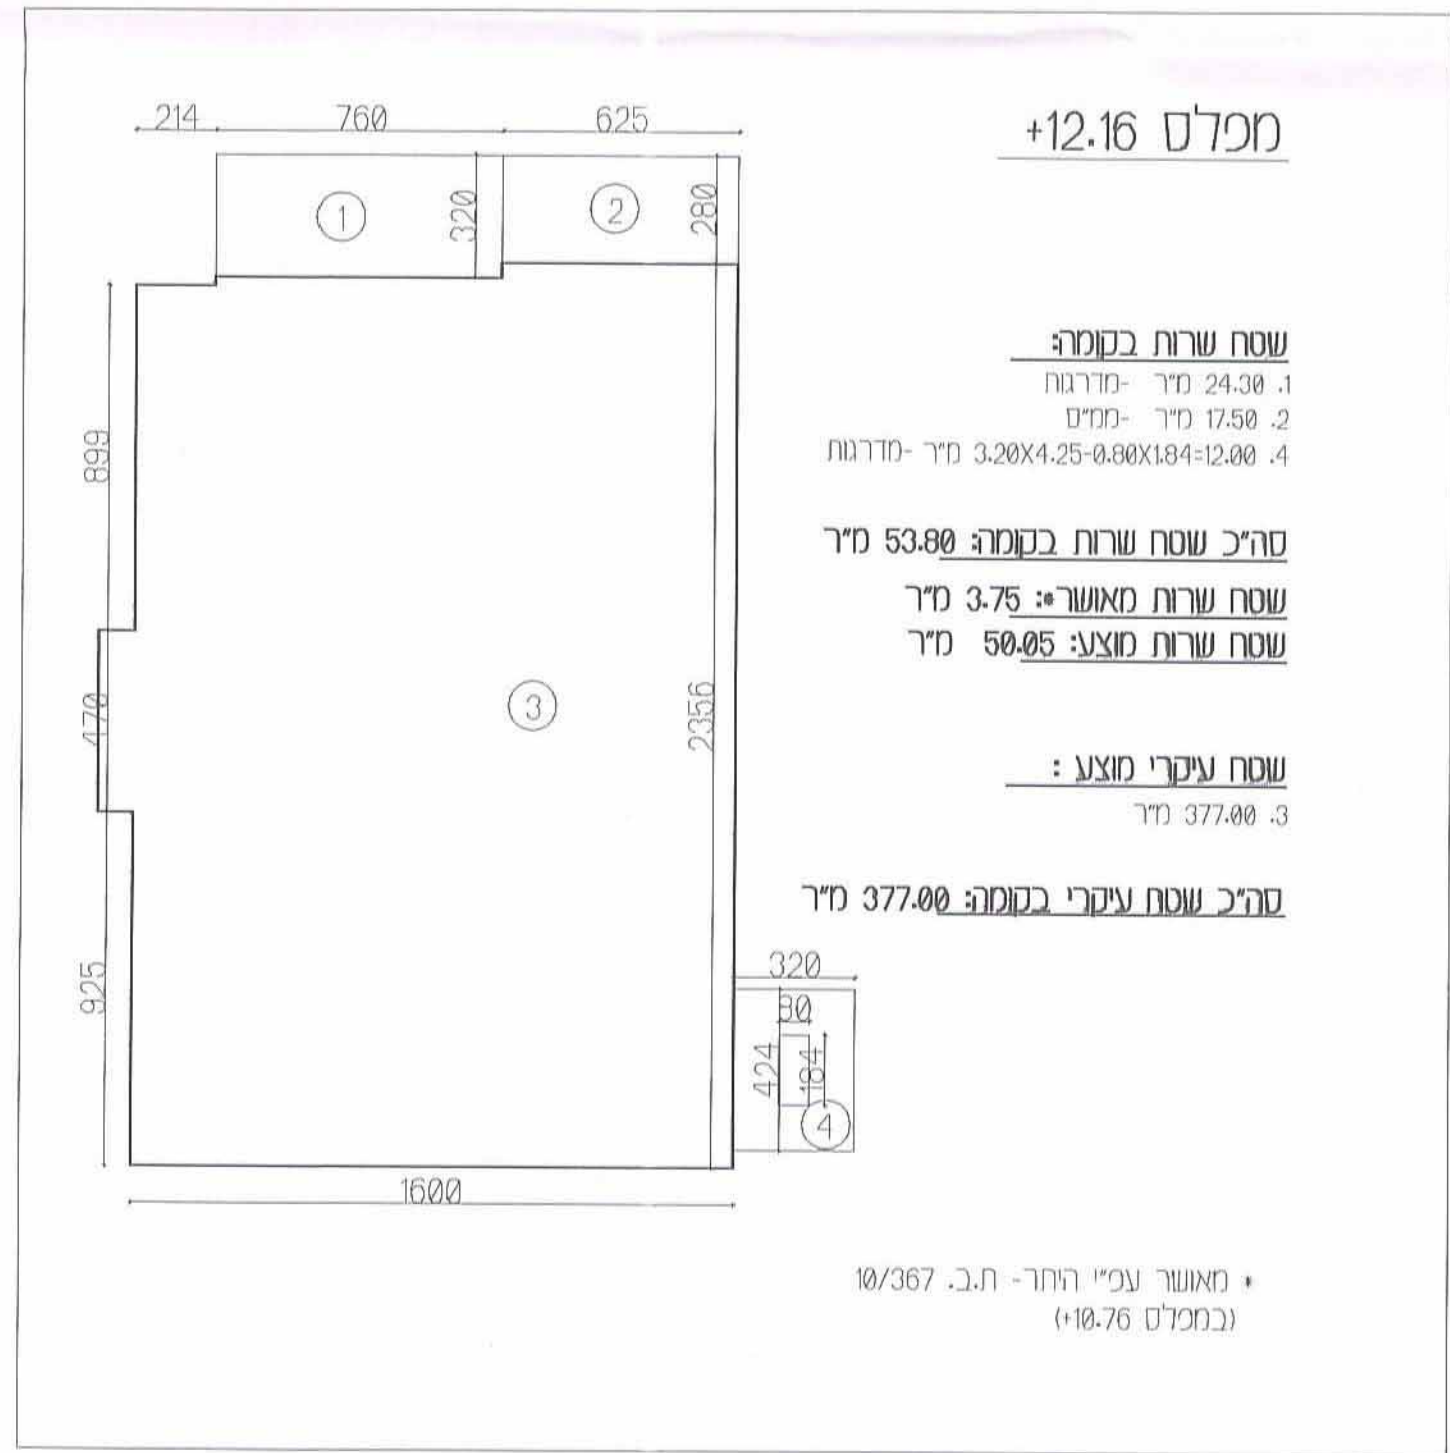 מפלס 12.16+
214
760
625
1
320
2
280
שטח שרות בקומה:
1. 24.30 מ"ר -מדרגות
2. 17.50 מ"ר -ממ"מ
4. 3.20X4.25-0.80X1.84=12.00 מ"ר -מדרגות
סה"כ שטח שרות בקומה: 53.80 מ"ר
שטח שרות מאושר*: 3.75 מ"ר
שטח שרות מוצע: 50.05 מ"ר
899
470
3
2356
שטח עיקרי מוצע :
3. 377.00 מ"ר
סה"כ שטח עיקרי בקומה: 377.00 מ"ר
925
320
80
424
184
4
1600
* מאושר עפ"י היתר- ת.ב. 10/367
(במפלס 10.76+)